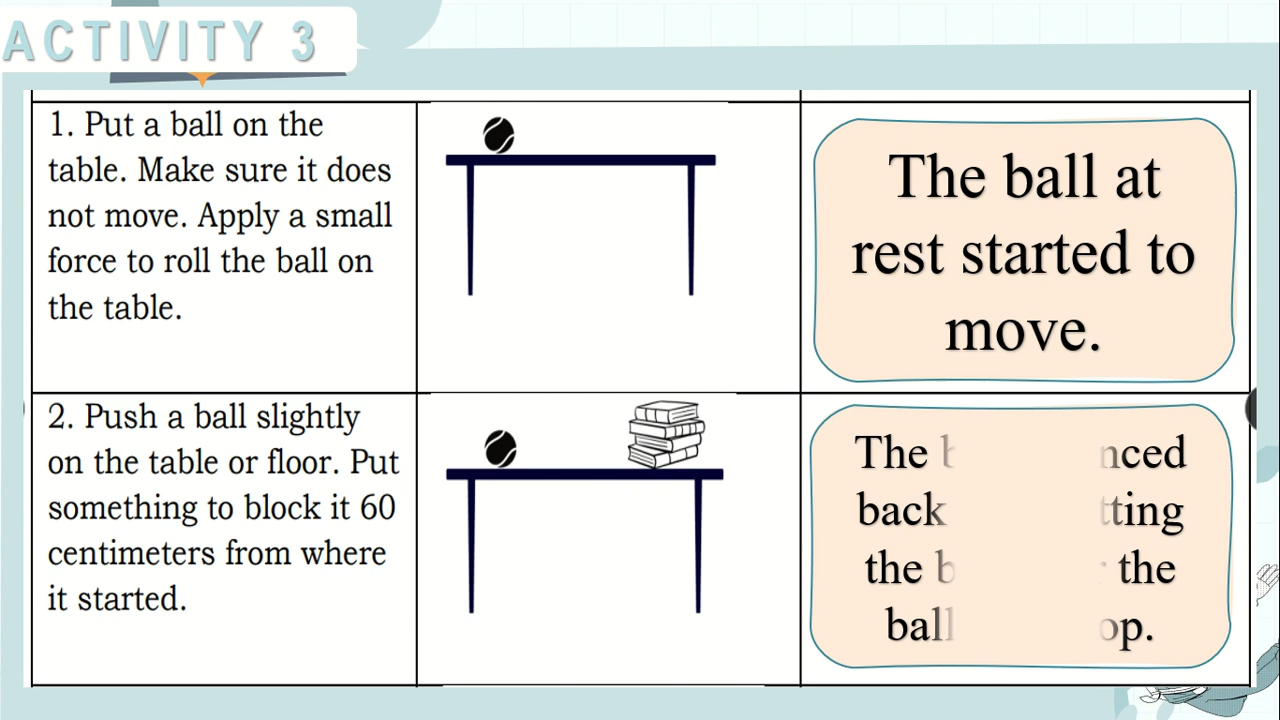 ACTIVITY 3
1. Put a ball on the
table. Make sure it does
not move. Apply a small
force to roll the ball on
the table.
The ball at
rest started to
move.
2. Push a ball slightly
on the table or floor. Put
something to block it 60
centimeters from where
it started.
The
back
the the
ball